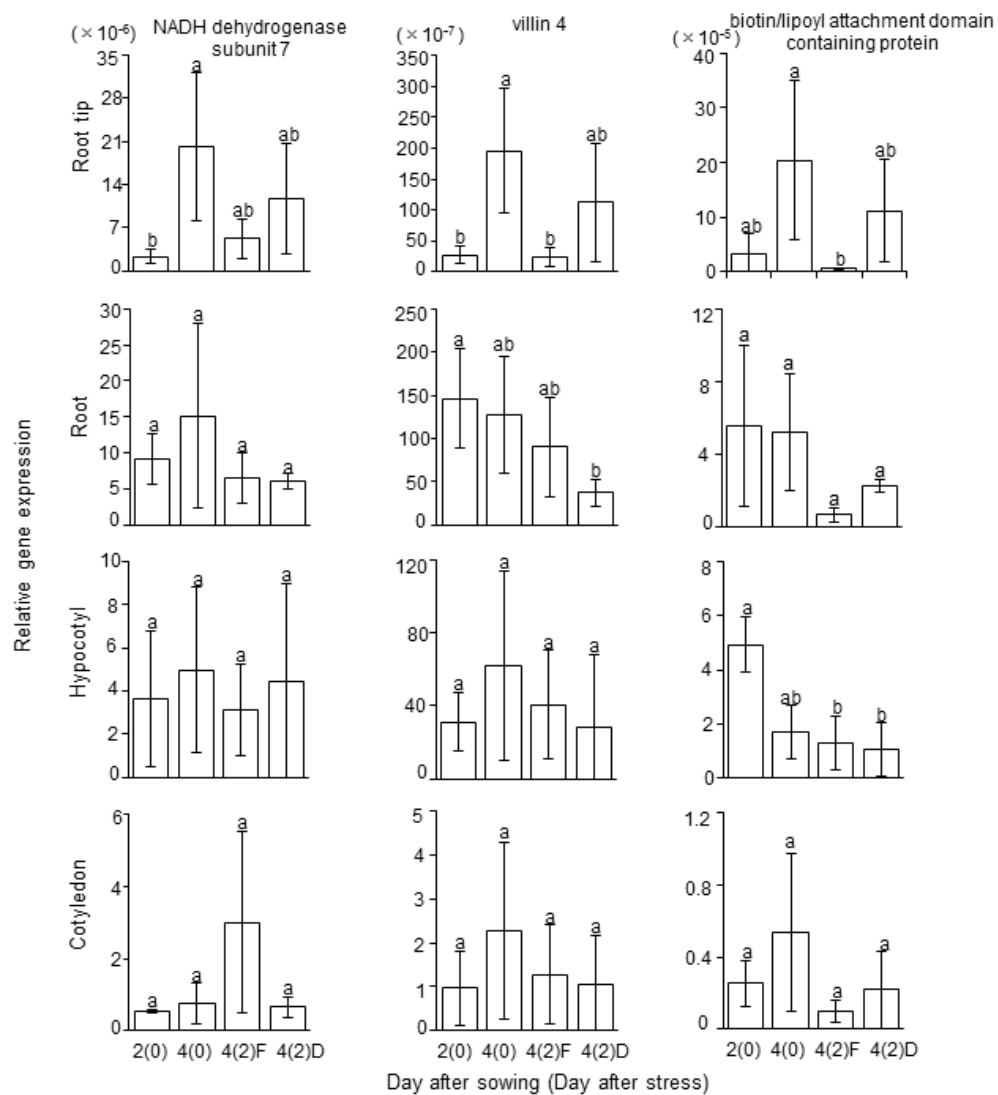 NADH dehydrogenase
subunit 7
villin 4
biotin/lipoyl attachment domain
containing protein
(×10⁻⁶)
(×10⁻⁷)
(×10⁻⁵)
Relative gene expression
Root tip
35
28
21
14
7
0
b
a
ab
ab
350
300
250
200
150
100
50
0
b
a
b
ab
40
30
20
10
0
ab
a
b
ab
Root
30
25
20
15
10
5
0
a
a
a
a
250
200
150
100
50
0
a
ab
ab
b
12
8
4
0
a
a
a
a
Hypocotyl
10
8
6
4
2
0
a
a
a
a
120
80
40
0
a
a
a
a
8
6
4
2
0
a
ab
b
b
Cotyledon
6
4
2
0
a
a
a
a
5
4
3
2
1
0
a
a
a
a
1.2
0.8
0.4
0
a
a
a
a
2(0) 4(0) 4(2)F 4(2)D
2(0) 4(0) 4(2)F 4(2)D
2(0) 4(0) 4(2)F 4(2)D
Day after sowing (Day after stress)